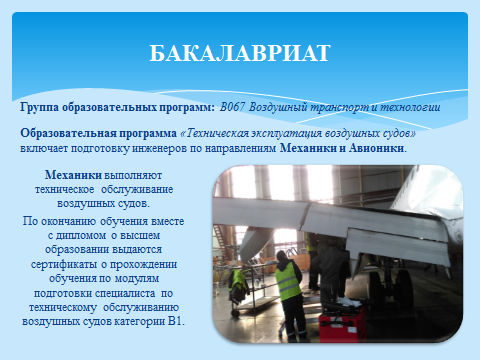 БАКАЛАВРИАТ
Группа образовательных программ: В067 Воздушный транспорт и технологии
Образовательная программа «Техническая эксплуатация воздушных судов»
включает подготовку инженеров по направлениям Механики и Авионики.
Механики выполняют
техническое обслуживание
воздушных судов.
По окончанию обучения вместе
с дипломом о высшем
образовании выдаются
сертификаты о прохождении
обучения по модулям
подготовки специалиста по
техническому обслуживанию
воздушных судов категории В1.